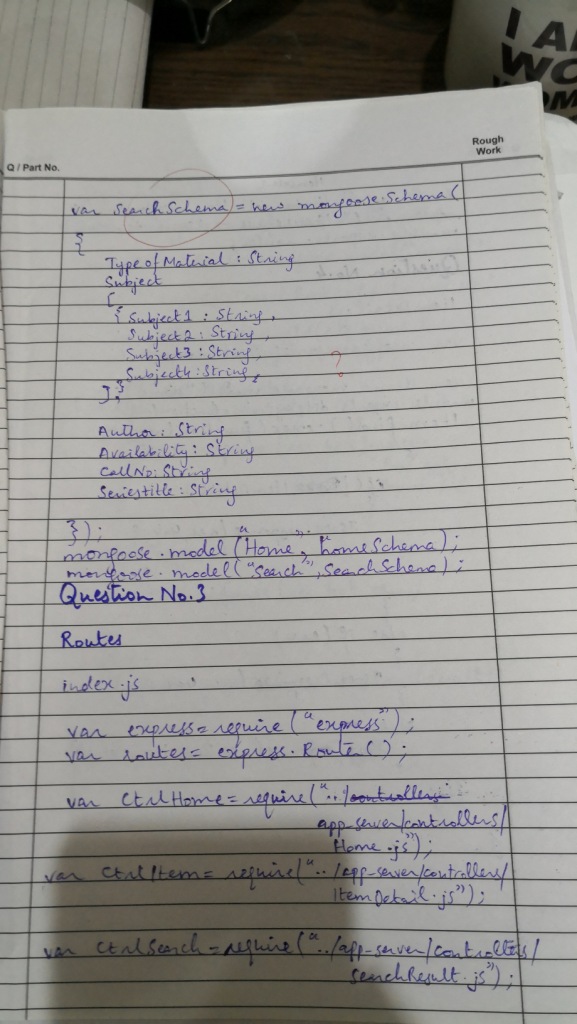 I A
WO
OM
Rough
Work
Q / Part No.
var SearchSchema = new mongoose.Schema(
{
Type of Material : String
Subject
[
{ Subject1 : String,
Subject2 : String,
Subject3 : String,
Subject4 : String,
?
}
],
Author : String
Availability : String
CallNo: String
Seriestitle : String
});
mongoose.model("Home", homeSchema);
mongoose.model("Search", SearchSchema);
Question No.3
Routes
index.js
var express=require("express");
var routes= express.Router();
var CtrlHome=require("../controllers
app-server/controllers/
Home.js");
var CtrlItem= require("../app-server/controllers/
ItemDetail.js");
var CtrlSearch=require("../app-server/controllers/
searchResult.js");